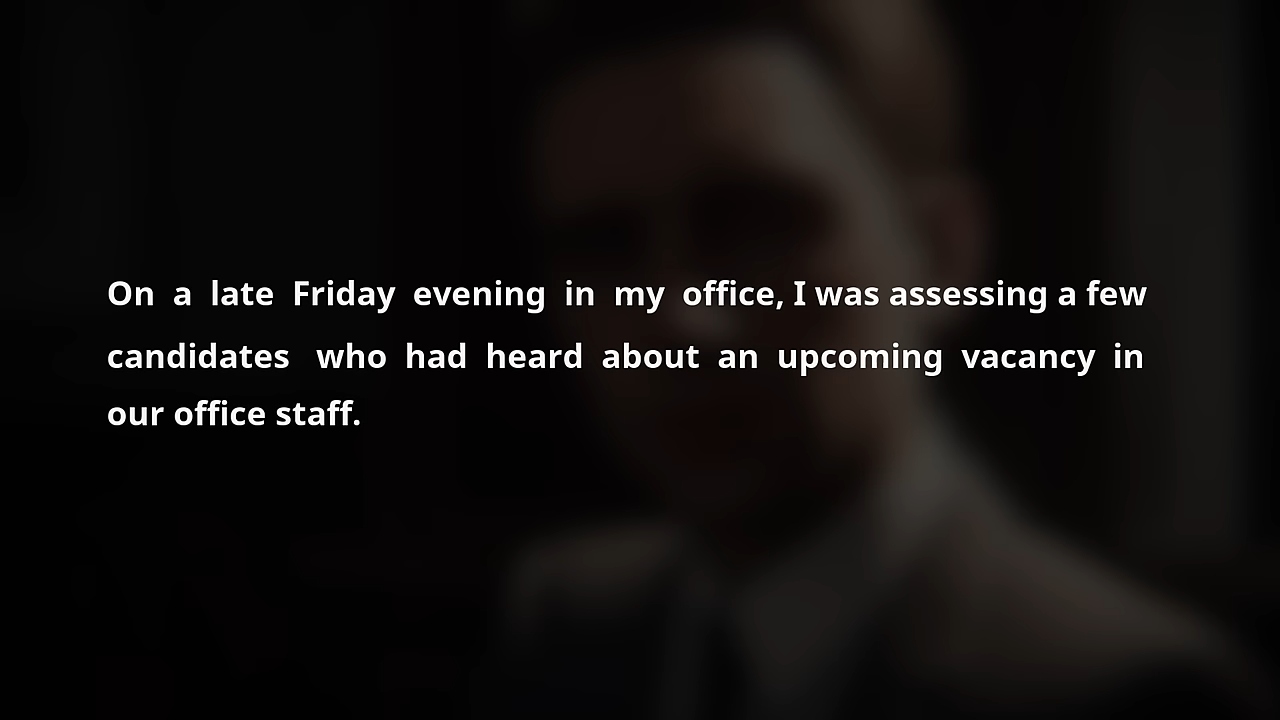 On a late Friday evening in my office, I was assessing a few
candidates who had heard about an upcoming vacancy in
our office staff.